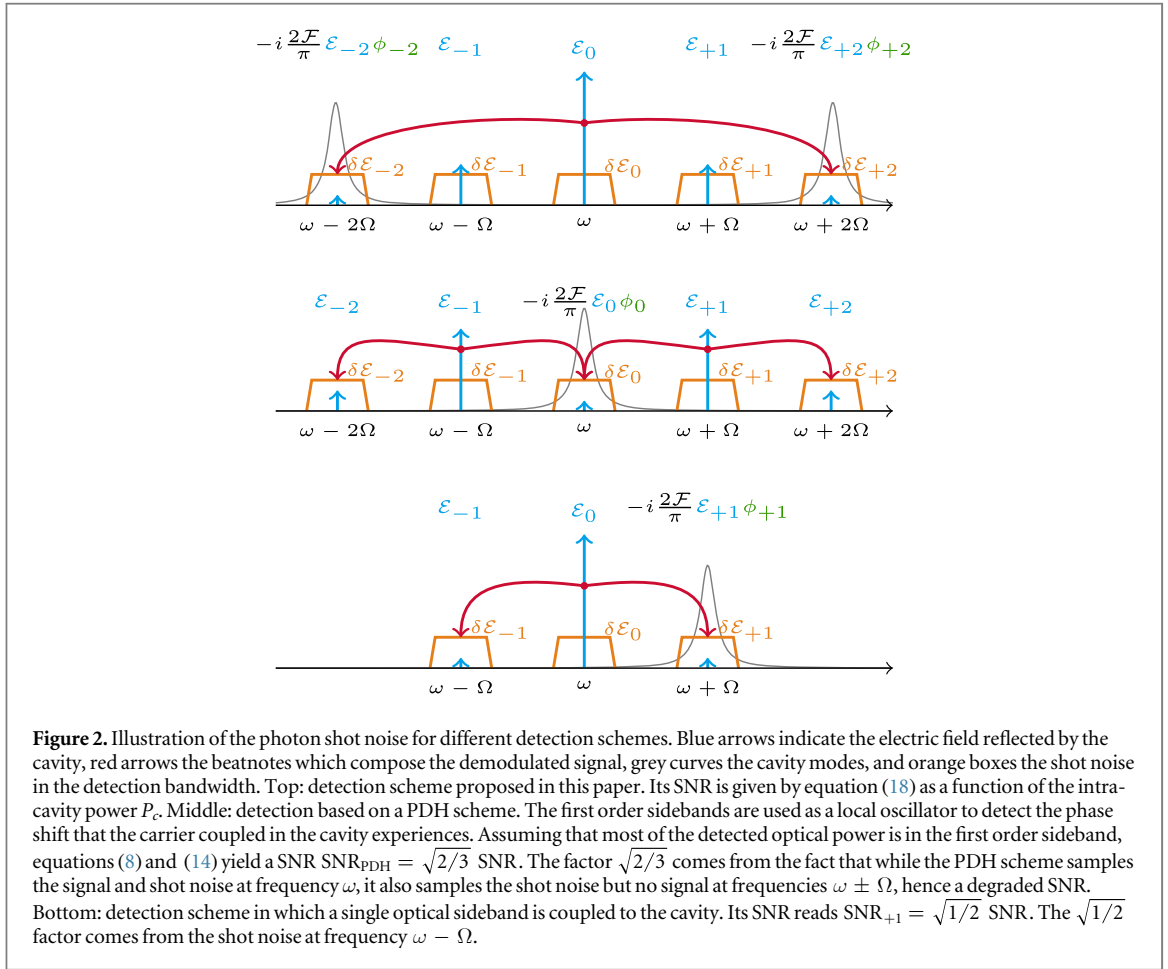 −i 2ℱ/π ℰ₋₂ ϕ₋₂ ℰ₋₁ ℰ₀ ℰ₊₁ −i 2ℱ/π ℰ₊₂ ϕ₊₂
δℰ₋₂ δℰ₋₁ δℰ₀ δℰ₊₁ δℰ₊₂
ω − 2Ω ω − Ω ω ω + Ω ω + 2Ω
ℰ₋₂ ℰ₋₁ −i 2ℱ/π ℰ₀ ϕ₀ ℰ₊₁ ℰ₊₂
δℰ₋₂ δℰ₋₁ δℰ₀ δℰ₊₁ δℰ₊₂
ω − 2Ω ω − Ω ω ω + Ω ω + 2Ω
ℰ₋₁ ℰ₀ −i 2ℱ/π ℰ₊₁ ϕ₊₁
δℰ₋₁ δℰ₀ δℰ₊₁
ω − Ω ω ω + Ω
Figure 2. Illustration of the photon shot noise for different detection schemes. Blue arrows indicate the electric field reflected by the
cavity, red arrows the beatnotes which compose the demodulated signal, grey curves the cavity modes, and orange boxes the shot noise
in the detection bandwidth. Top: detection scheme proposed in this paper. Its SNR is given by equation (18) as a function of the intra-
cavity power P_c. Middle: detection based on a PDH scheme. The first order sidebands are used as a local oscillator to detect the phase
shift that the carrier coupled in the cavity experiences. Assuming that most of the detected optical power is in the first order sideband,
equations (8) and (14) yield a SNR SNR_PDH = √2/3 SNR. The factor √2/3 comes from the fact that while the PDH scheme samples
the signal and shot noise at frequency ω, it also samples the shot noise but no signal at frequencies ω ± Ω, hence a degraded SNR.
Bottom: detection scheme in which a single optical sideband is coupled to the cavity. Its SNR reads SNR₊₁ = √1/2 SNR. The √1/2
factor comes from the shot noise at frequency ω − Ω.